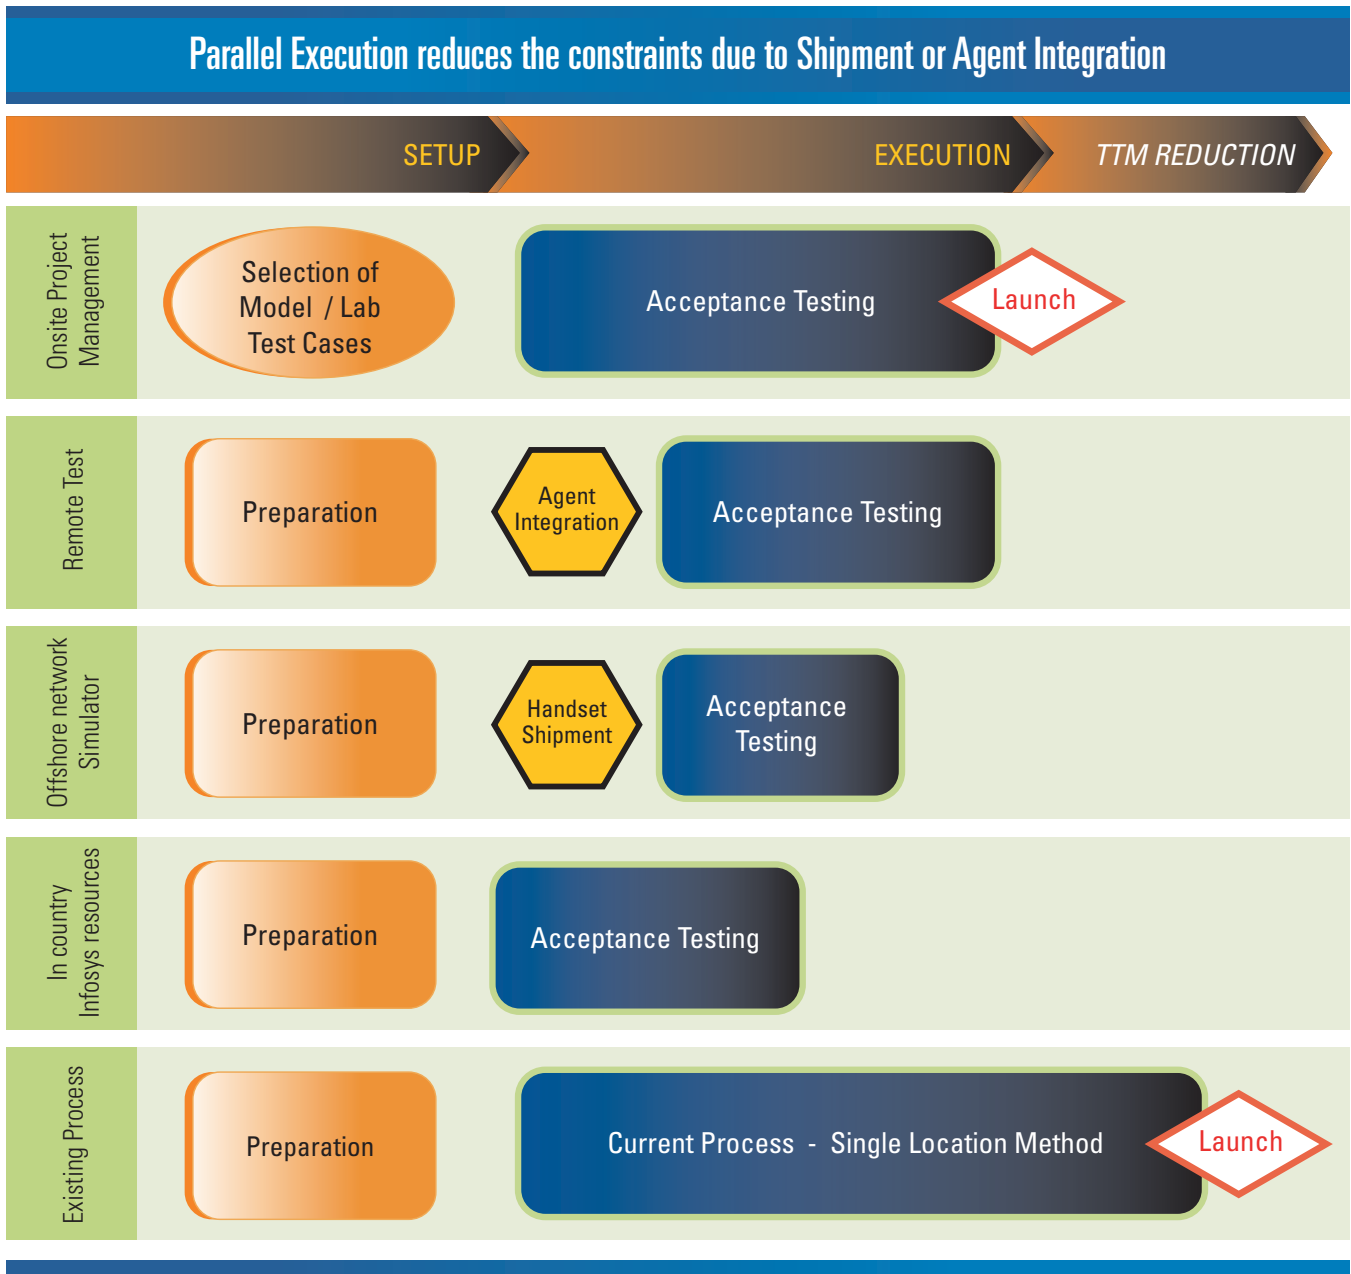 Parallel Execution reduces the constraints due to Shipment or Agent Integration
SETUP
EXECUTION
TTM REDUCTION
Onsite Project
Management
Selection of
Model / Lab
Test Cases
Acceptance Testing
Launch
Remote Test
Preparation
Agent
Integration
Acceptance Testing
Offshore network
Simulator
Preparation
Handset
Shipment
Acceptance
Testing
In country
Infosys resources
Preparation
Acceptance Testing
Existing Process
Preparation
Current Process - Single Location Method
Launch